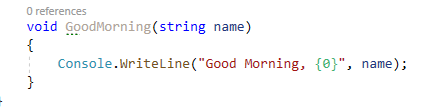 0 references
void GoodMorning(string name)
{
    Console.WriteLine("Good Morning, {0}", name);
}
}